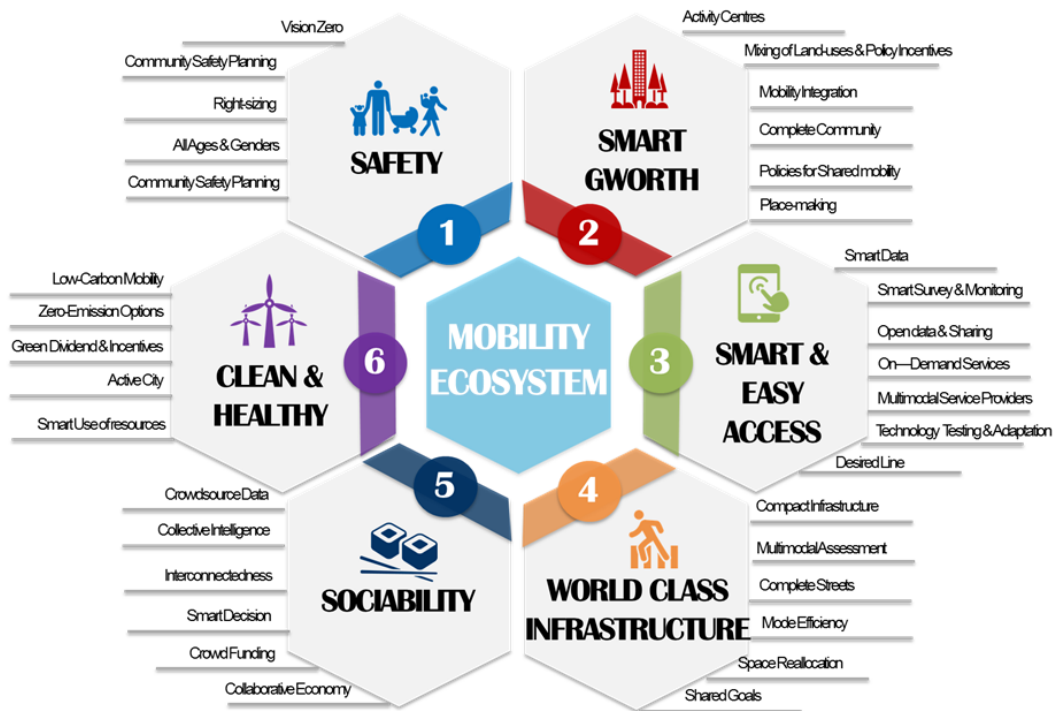 Vision Zero
Community Safety Planning
Right-sizing
All Ages & Genders
Community Safety Planning
SAFETY
1
Activity Centres
Mixing of Land-uses & Policy Incentives
Mobility Integration
Complete Community
Policies for Shared mobility
Place-making
SMART
GWORTH
2
MOBILITY
ECOSYSTEM
Smart Data
Smart Survey & Monitoring
Open data & Sharing
On—Demand Services
Multimodal Service Providers
Technology Testing & Adaptation
Desired Line
SMART &
EASY
ACCESS
3
Compact Infrastructure
Multimodal Assessment
Complete Streets
Mode Efficiency
Space Reallocation
Shared Goals
WORLD CLASS
INFRASTRUCTURE
4
Crowdsource Data
Collective Intelligence
Interconnectedness
Smart Decision
Crowd Funding
Collaborative Economy
SOCIABILITY
5
Low-Carbon Mobility
Zero-Emission Options
Green Dividend & Incentives
Active City
Smart Use of resources
CLEAN &
HEALTHY
6